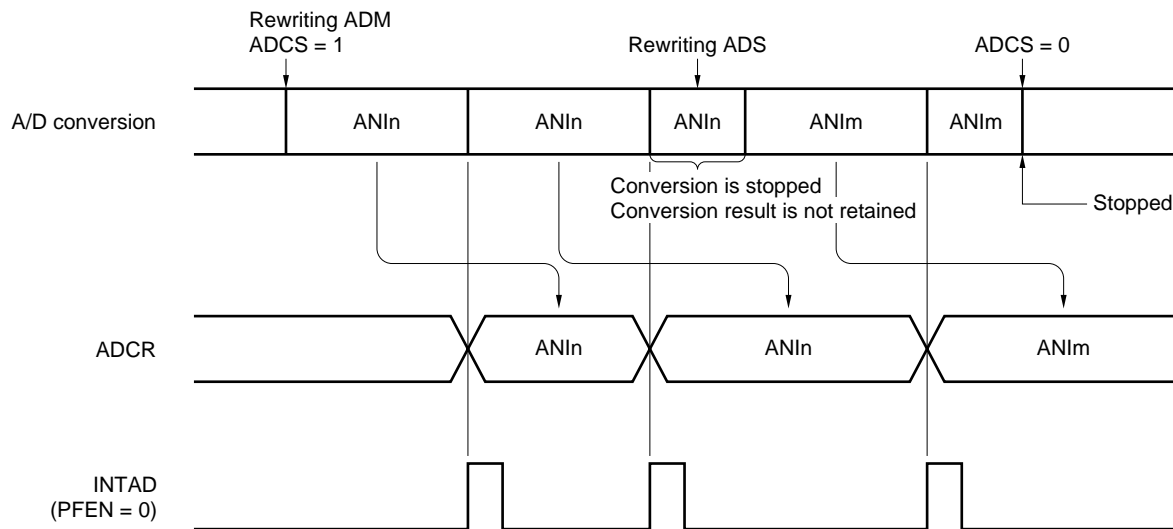 Rewriting ADM
ADCS = 1
Rewriting ADS
ADCS = 0
A/D conversion
ANIn
ANIn
ANIn
ANIm
ANIm
Conversion is stopped
Conversion result is not retained
Stopped
ADCR
ANIn
ANIn
ANIm
INTAD
(PFEN = 0)